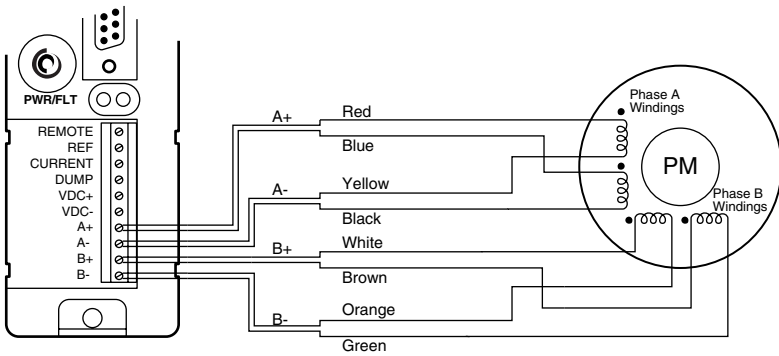 PWR/FLT
REMOTE
REF
CURRENT
DUMP
VDC+
VDC-
A+
A-
B+
B-
A+
Red
Blue
A-
Yellow
Black
B+
White
Brown
B-
Orange
Green
Phase A
Windings
PM
Phase B
Windings